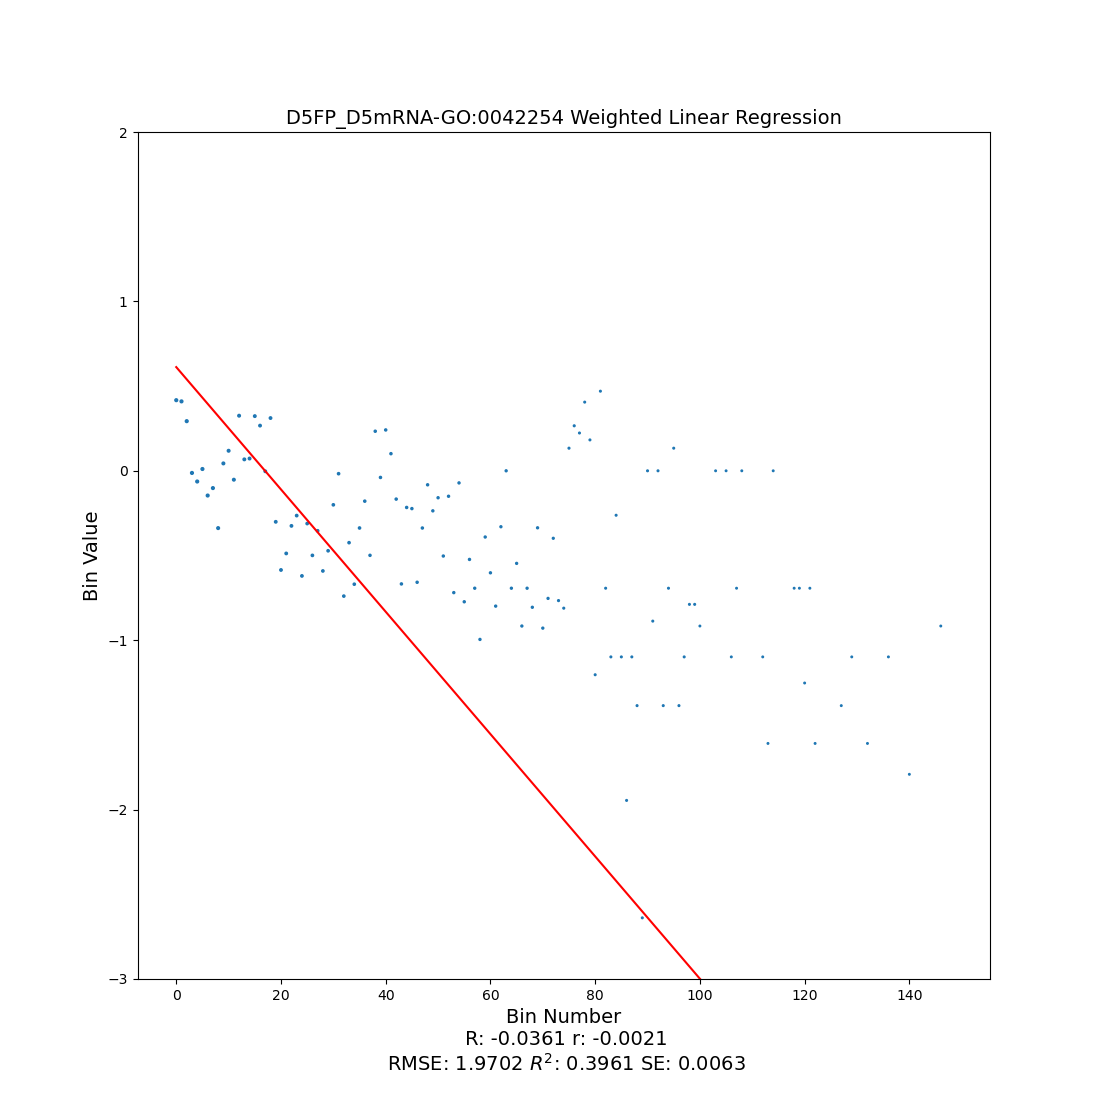 D5FP_D5mRNA-GO:0042254 Weighted Linear Regression
2
1
0
−1
−2
−3
Bin Value
0 20 40 60 80 100 120 140
Bin Number
R: -0.0361 r: -0.0021
RMSE: 1.9702 R²: 0.3961 SE: 0.0063